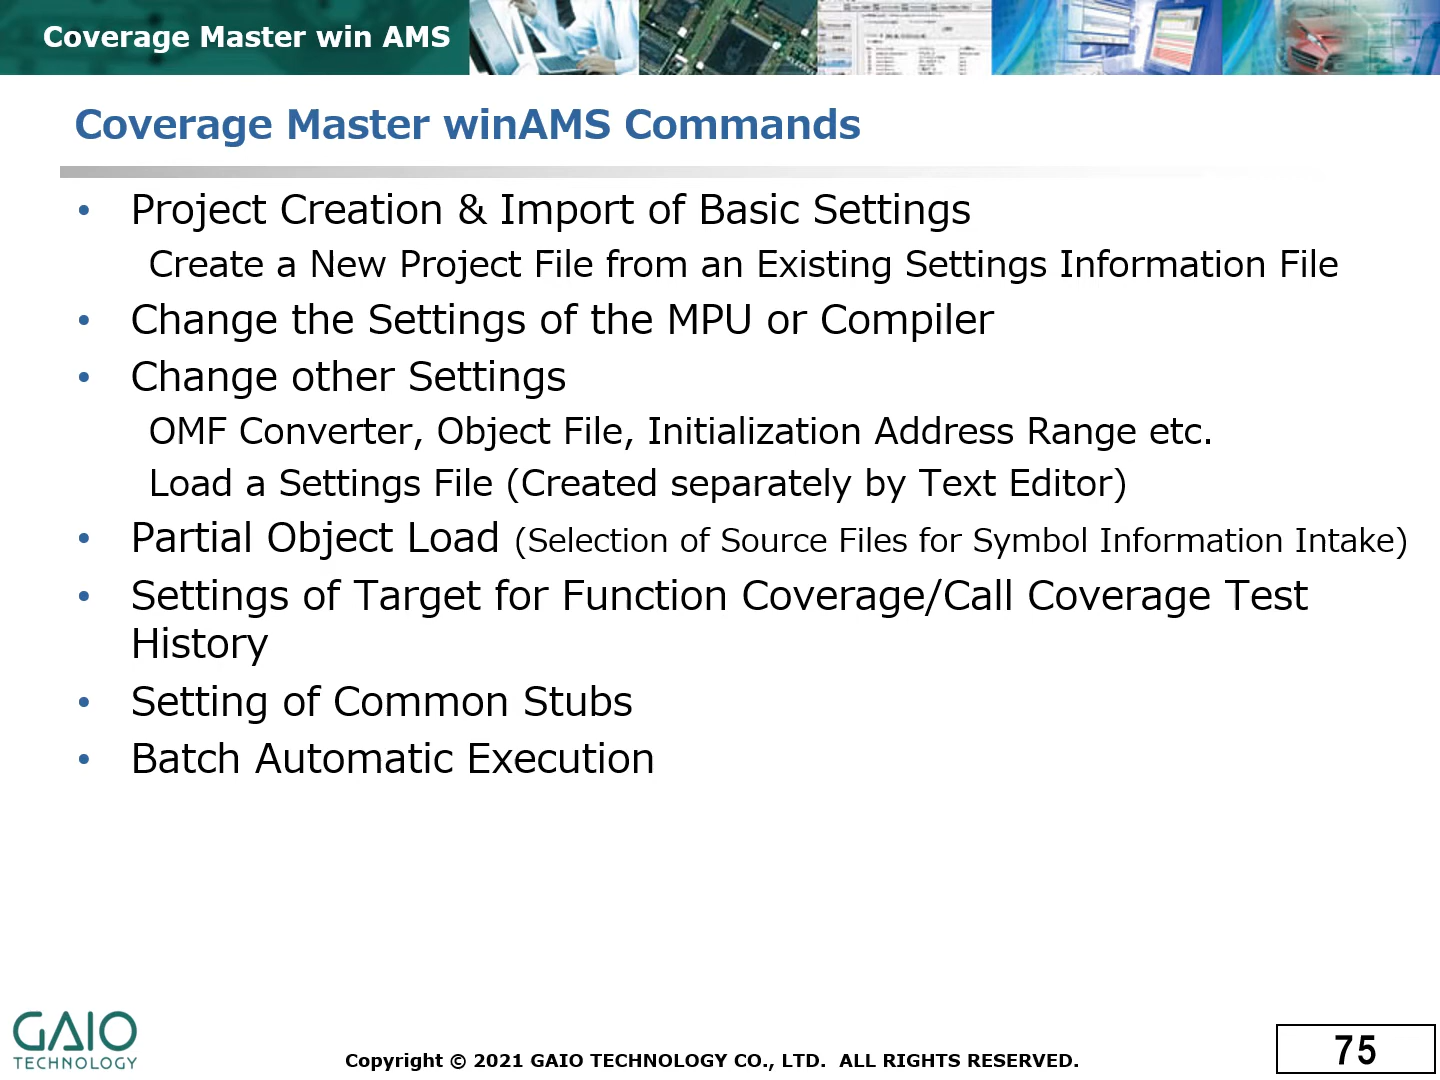 Coverage Master win AMS
Coverage Master winAMS Commands
• Project Creation & Import of Basic Settings
Create a New Project File from an Existing Settings Information File
• Change the Settings of the MPU or Compiler
• Change other Settings
OMF Converter, Object File, Initialization Address Range etc.
Load a Settings File (Created separately by Text Editor)
• Partial Object Load (Selection of Source Files for Symbol Information Intake)
• Settings of Target for Function Coverage/Call Coverage Test
History
• Setting of Common Stubs
• Batch Automatic Execution
GAIO
TECHNOLOGY
Copyright © 2021 GAIO TECHNOLOGY CO., LTD. ALL RIGHTS RESERVED.
75